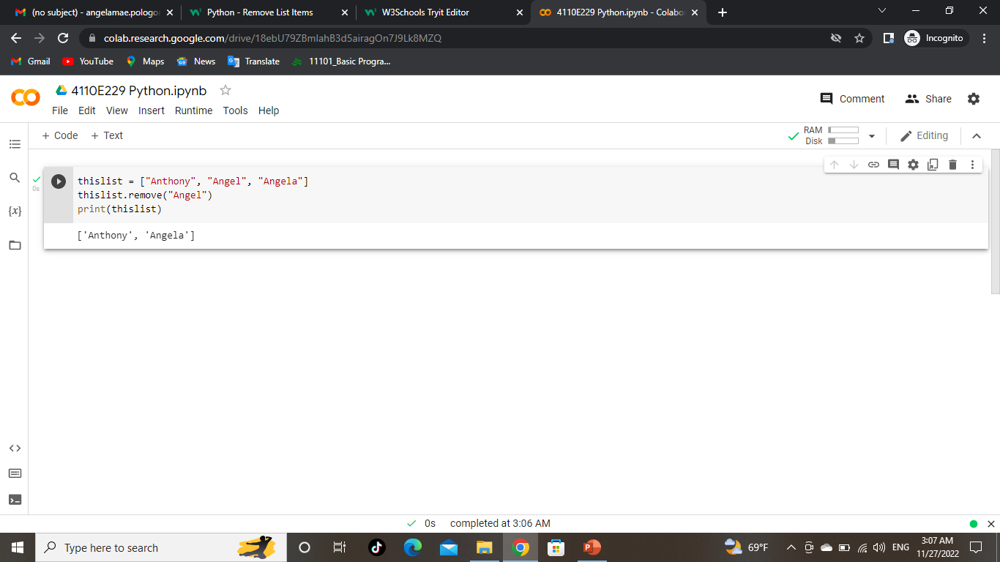 (no subject) - angelamae.pologo
Python - Remove List Items
W3Schools Tryit Editor
4110E229 Python.ipynb - Colabo
colab.research.google.com/drive/18ebU79ZBmlahB3d5airagOn7J9Lk8MZQ
Incognito
Gmail
YouTube
Maps
News
Translate
11101_Basic Progra...
4110E229 Python.ipynb
Comment
Share
File Edit View Insert Runtime Tools Help
+ Code + Text
RAM
Disk
Editing
0s
thislist = ["Anthony", "Angel", "Angela"]
thislist.remove("Angel")
print(thislist)
['Anthony', 'Angela']
{x}
0s completed at 3:06 AM
Type here to search
69°F
ENG
3:07 AM
11/27/2022